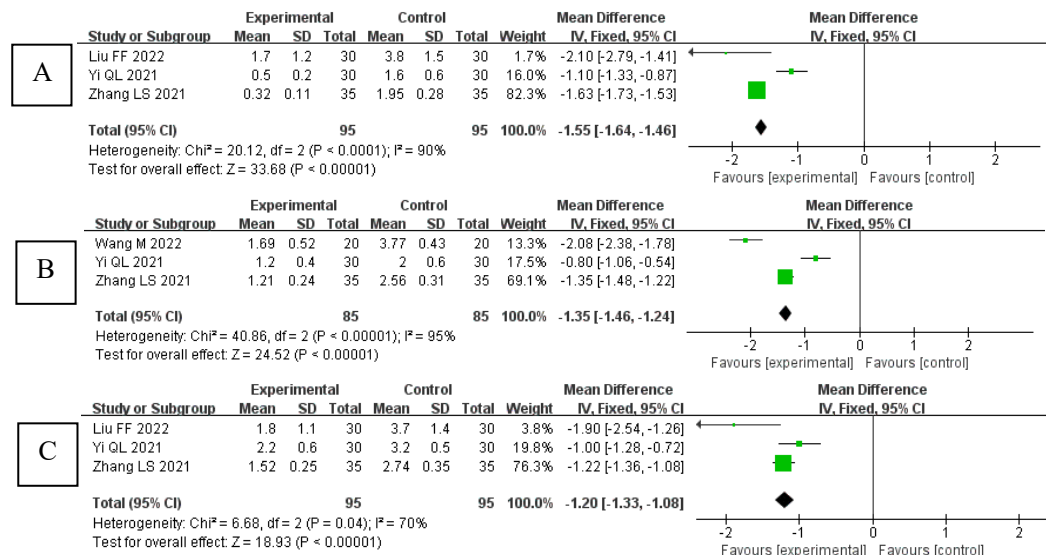 A
Experimental Control Mean Difference Mean Difference
Study or Subgroup Mean SD Total Mean SD Total Weight IV, Fixed, 95% CI IV, Fixed, 95% CI
Liu FF 2022 1.7 1.2 30 3.8 1.5 30 1.7% -2.10 [-2.79, -1.41]
Yi QL 2021 0.5 0.2 30 1.6 0.6 30 16.0% -1.10 [-1.33, -0.87]
Zhang LS 2021 0.32 0.11 35 1.95 0.28 35 82.3% -1.63 [-1.73, -1.53]
Total (95% CI) 95 95 100.0% -1.55 [-1.64, -1.46]
Heterogeneity: Chi² = 20.12, df = 2 (P < 0.0001); I² = 90%
Test for overall effect: Z = 33.68 (P < 0.00001)
-2 -1 0 1 2
Favours [experimental] Favours [control]
B
Experimental Control Mean Difference Mean Difference
Study or Subgroup Mean SD Total Mean SD Total Weight IV, Fixed, 95% CI IV, Fixed, 95% CI
Wang M 2022 1.69 0.52 20 3.77 0.43 20 13.3% -2.08 [-2.38, -1.78]
Yi QL 2021 1.2 0.4 30 2 0.6 30 17.5% -0.80 [-1.06, -0.54]
Zhang LS 2021 1.21 0.24 35 2.56 0.31 35 69.1% -1.35 [-1.48, -1.22]
Total (95% CI) 85 85 100.0% -1.35 [-1.46, -1.24]
Heterogeneity: Chi² = 40.86, df = 2 (P < 0.00001); I² = 95%
Test for overall effect: Z = 24.52 (P < 0.00001)
-2 -1 0 1 2
Favours [experimental] Favours [control]
C
Experimental Control Mean Difference Mean Difference
Study or Subgroup Mean SD Total Mean SD Total Weight IV, Fixed, 95% CI IV, Fixed, 95% CI
Liu FF 2022 1.8 1.1 30 3.7 1.4 30 3.8% -1.90 [-2.54, -1.26]
Yi QL 2021 2.2 0.6 30 3.2 0.5 30 19.8% -1.00 [-1.28, -0.72]
Zhang LS 2021 1.52 0.25 35 2.74 0.35 35 76.3% -1.22 [-1.36, -1.08]
Total (95% CI) 95 95 100.0% -1.20 [-1.33, -1.08]
Heterogeneity: Chi² = 6.68, df = 2 (P = 0.04); I² = 70%
Test for overall effect: Z = 18.93 (P < 0.00001)
-2 -1 0 1 2
Favours [experimental] Favours [control]